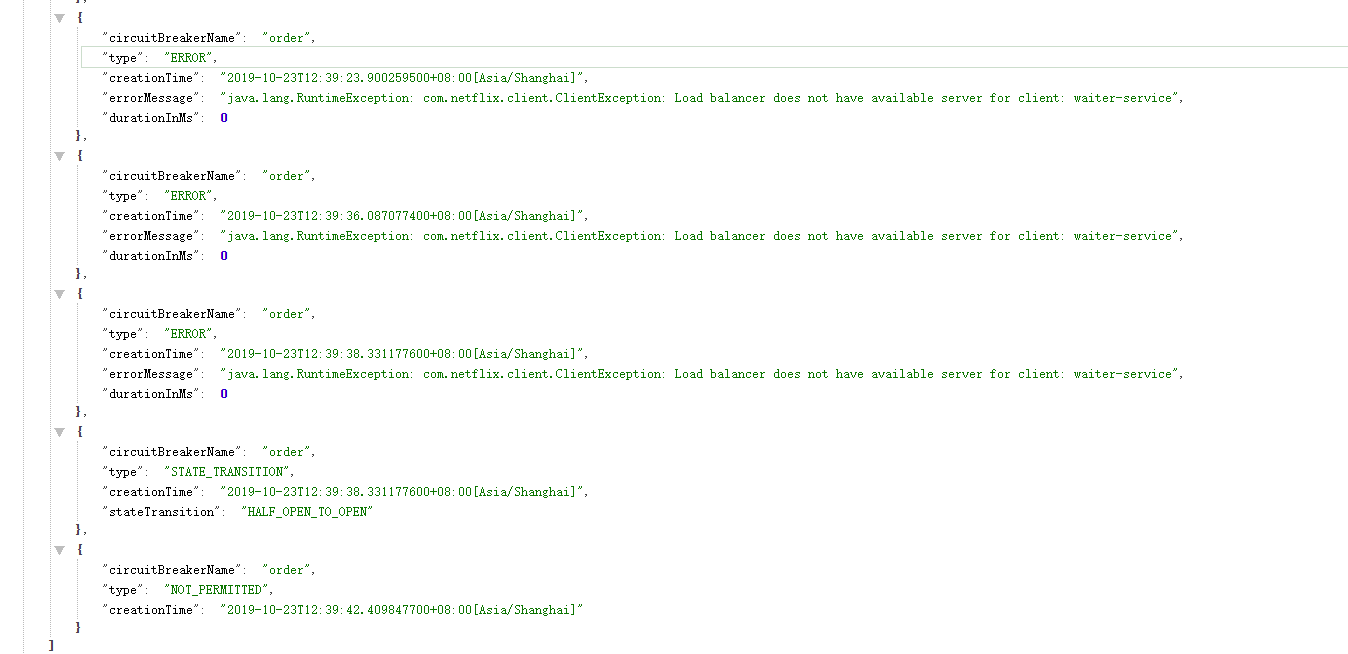 },
{
"circuitBreakerName": "order",
"type": "ERROR",
"creationTime": "2019-10-23T12:39:23.900259500+08:00[Asia/Shanghai]",
"errorMessage": "java.lang.RuntimeException: com.netflix.client.ClientException: Load balancer does not have available server for client: waiter-service",
"durationInMs": 0
},
{
"circuitBreakerName": "order",
"type": "ERROR",
"creationTime": "2019-10-23T12:39:36.087077400+08:00[Asia/Shanghai]",
"errorMessage": "java.lang.RuntimeException: com.netflix.client.ClientException: Load balancer does not have available server for client: waiter-service",
"durationInMs": 0
},
{
"circuitBreakerName": "order",
"type": "ERROR",
"creationTime": "2019-10-23T12:39:38.331177600+08:00[Asia/Shanghai]",
"errorMessage": "java.lang.RuntimeException: com.netflix.client.ClientException: Load balancer does not have available server for client: waiter-service",
"durationInMs": 0
},
{
"circuitBreakerName": "order",
"type": "STATE_TRANSITION",
"creationTime": "2019-10-23T12:39:38.331177600+08:00[Asia/Shanghai]",
"stateTransition": "HALF_OPEN_TO_OPEN"
},
{
"circuitBreakerName": "order",
"type": "NOT_PERMITTED",
"creationTime": "2019-10-23T12:39:42.409847700+08:00[Asia/Shanghai]"
}
]